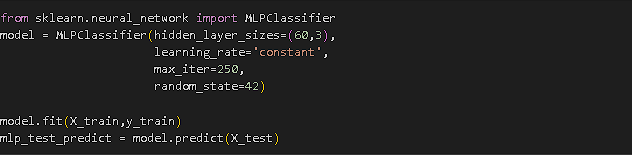 from sklearn.neural_network import MLPClassifier
model = MLPClassifier(hidden_layer_sizes=(60,3),
                      learning_rate='constant',
                      max_iter=250,
                      random_state=42)

model.fit(X_train,y_train)
mlp_test_predict = model.predict(X_test)